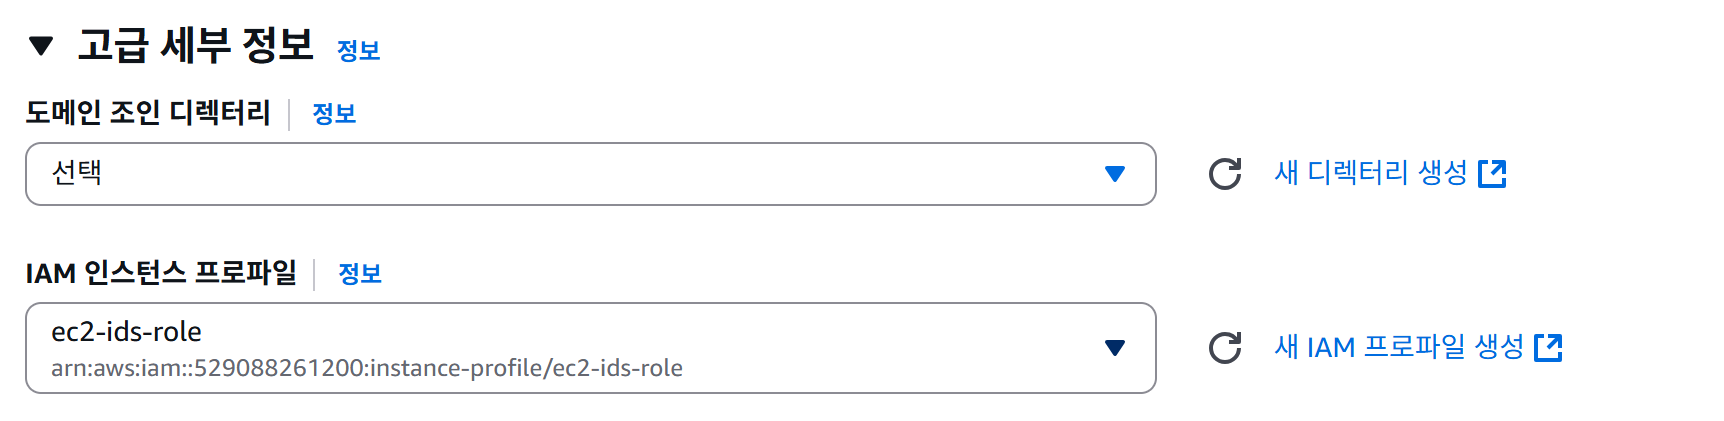 고급 세부 정보 정보
도메인 조인 디렉터리 정보
선택 새 디렉터리 생성
IAM 인스턴스 프로파일 정보
ec2-ids-role
arn:aws:iam::529088261200:instance-profile/ec2-ids-role
새 IAM 프로파일 생성